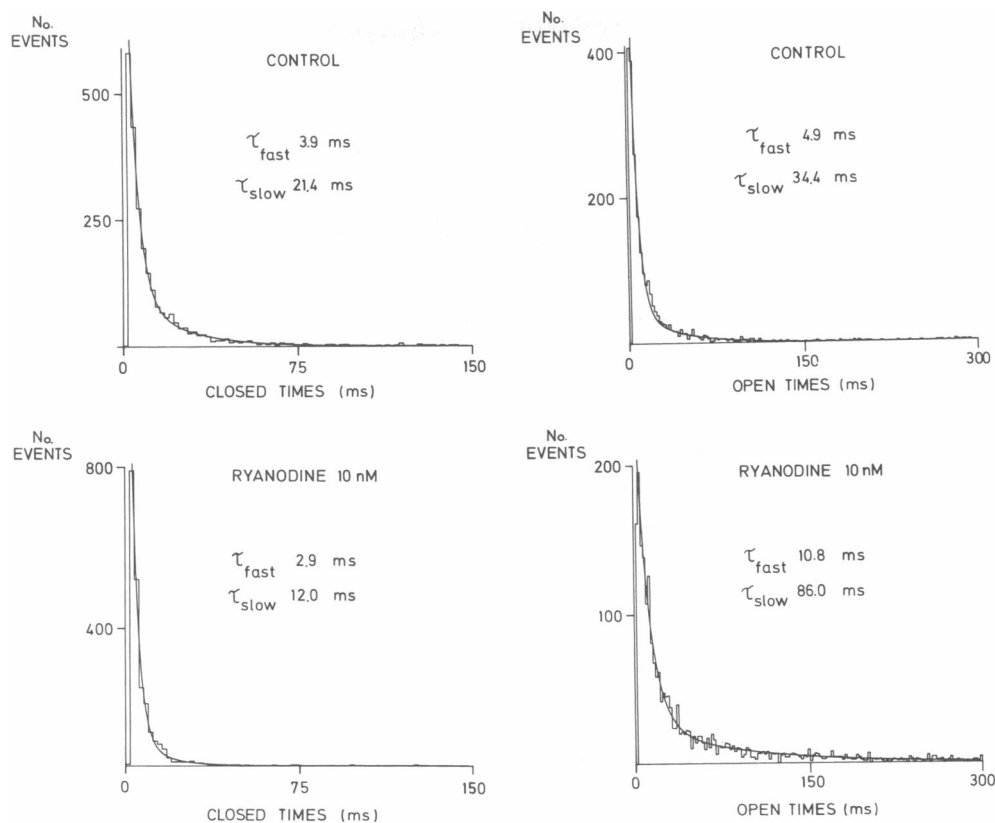 No.
EVENTS
CONTROL
500
τfast 3.9 ms
τslow 21.4 ms
250
0
75
150
CLOSED TIMES (ms)
No.
EVENTS
400
CONTROL
τfast 4.9 ms
τslow 34.4 ms
200
0
150
300
OPEN TIMES (ms)
No.
EVENTS
800
RYANODINE 10 nM
τfast 2.9 ms
τslow 12.0 ms
400
0
75
150
CLOSED TIMES (ms)
No.
EVENTS
200
RYANODINE 10 nM
τfast 10.8 ms
τslow 86.0 ms
100
0
150
300
OPEN TIMES (ms)